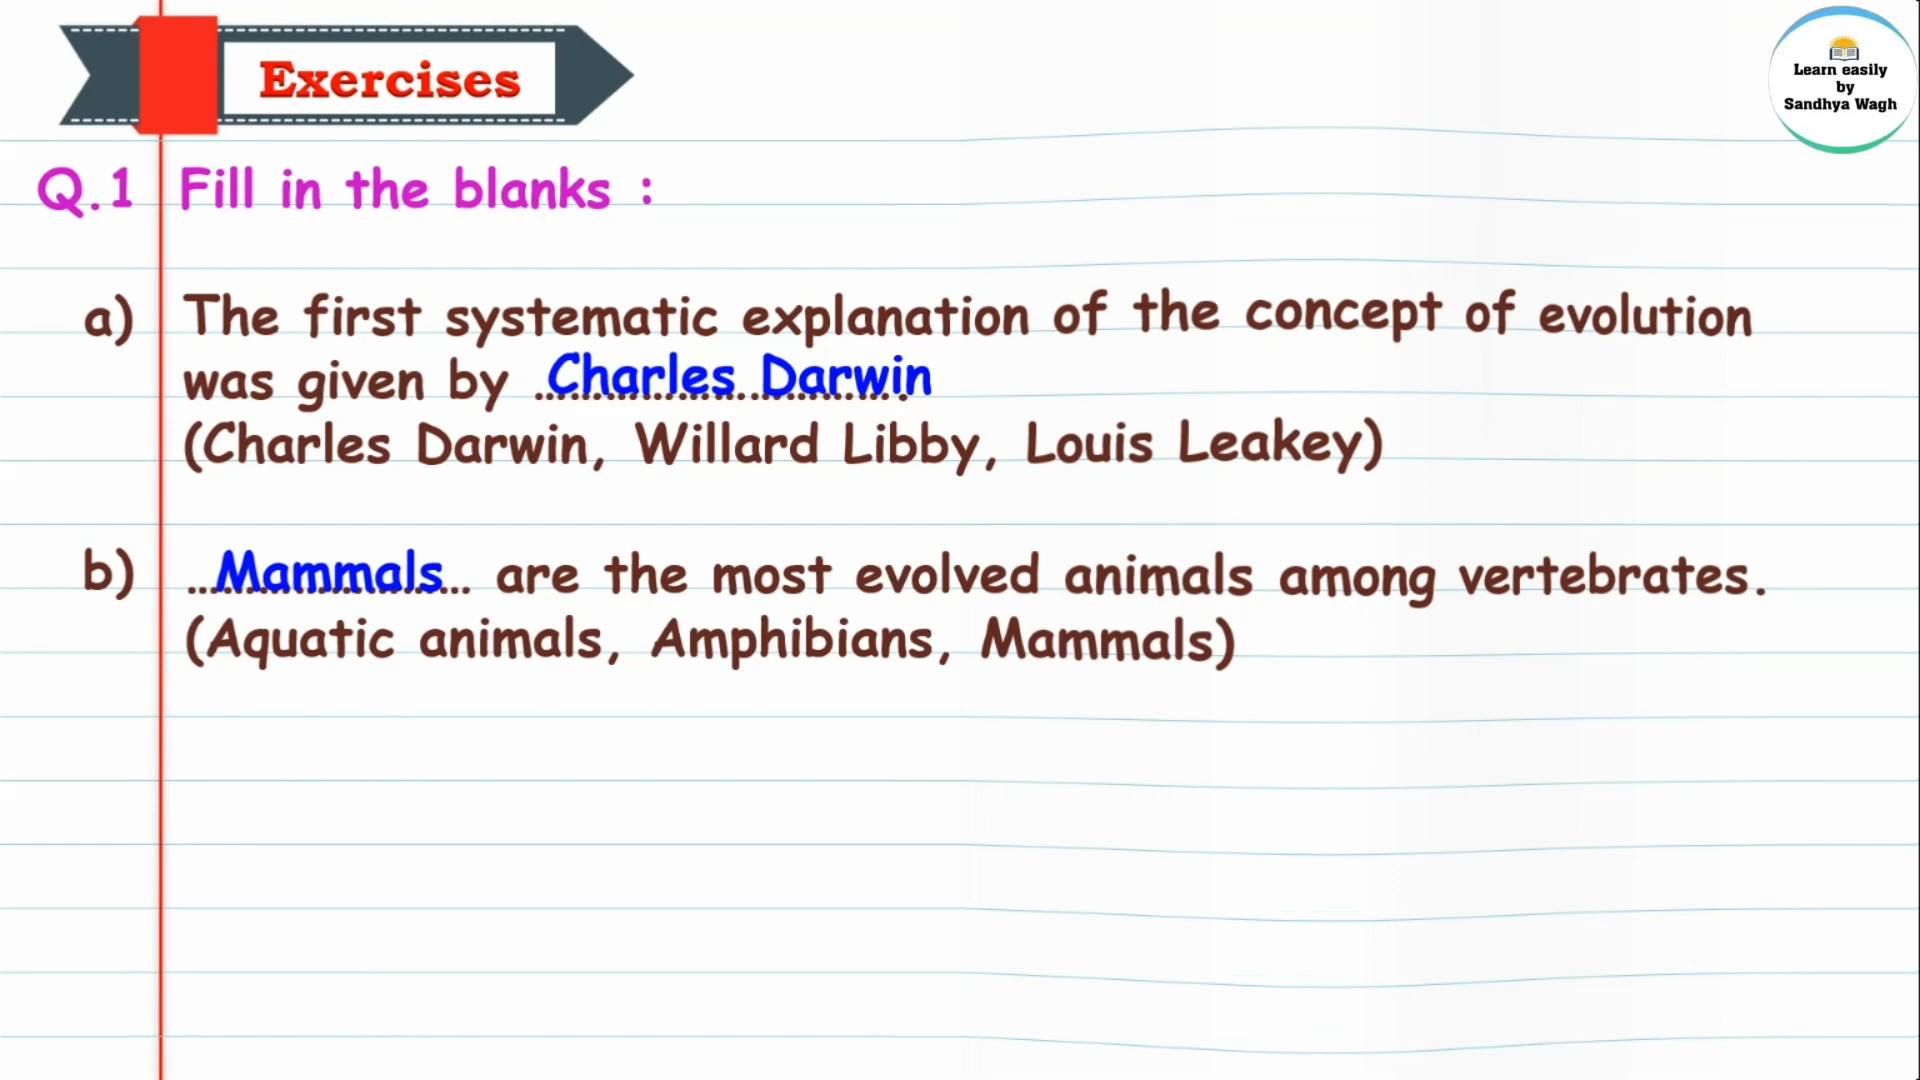 Exercises
Learn easily
by
Sandhya Wagh
Q.1 Fill in the blanks :
a) The first systematic explanation of the concept of evolution
was given by ...Charles Darwin...
(Charles Darwin, Willard Libby, Louis Leakey)
b) ...Mammals... are the most evolved animals among vertebrates.
(Aquatic animals, Amphibians, Mammals)